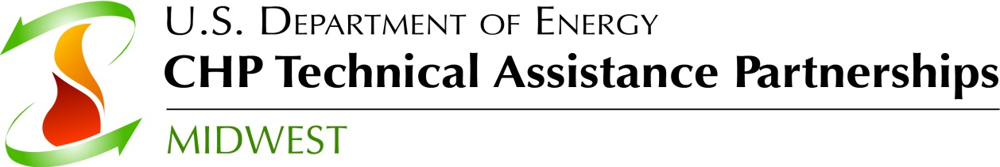 U.S. Department of Energy
CHP Technical Assistance Partnerships
MIDWEST